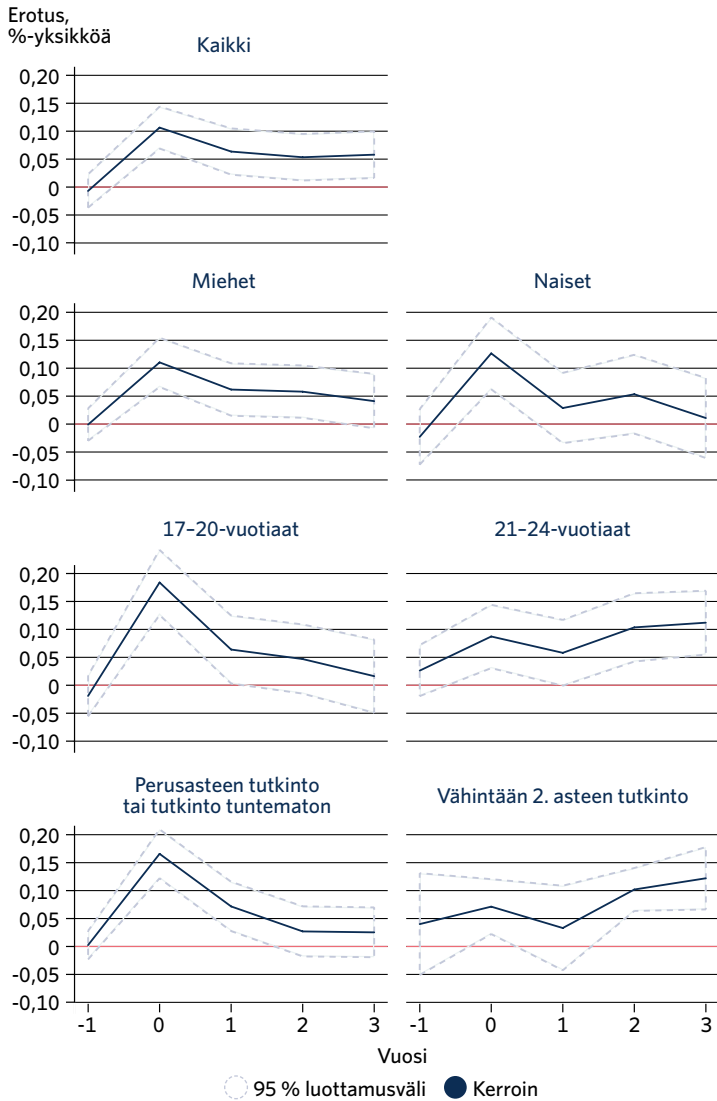 Erotus,
%-yksikköä
Kaikki
0,20
0,15
0,10
0,05
0
-0,05
-0,10
Miehet
Naiset
0,20
0,15
0,10
0,05
0
-0,05
-0,10
17–20-vuotiaat
21–24-vuotiaat
0,20
0,15
0,10
0,05
0
-0,05
-0,10
Perusasteen tutkinto
tai tutkinto tuntematon
Vähintään 2. asteen tutkinto
0,20
0,15
0,10
0,05
0
-0,05
-0,10
-1 0 1 2 3 -1 0 1 2 3
Vuosi
95 % luottamusväli Kerroin